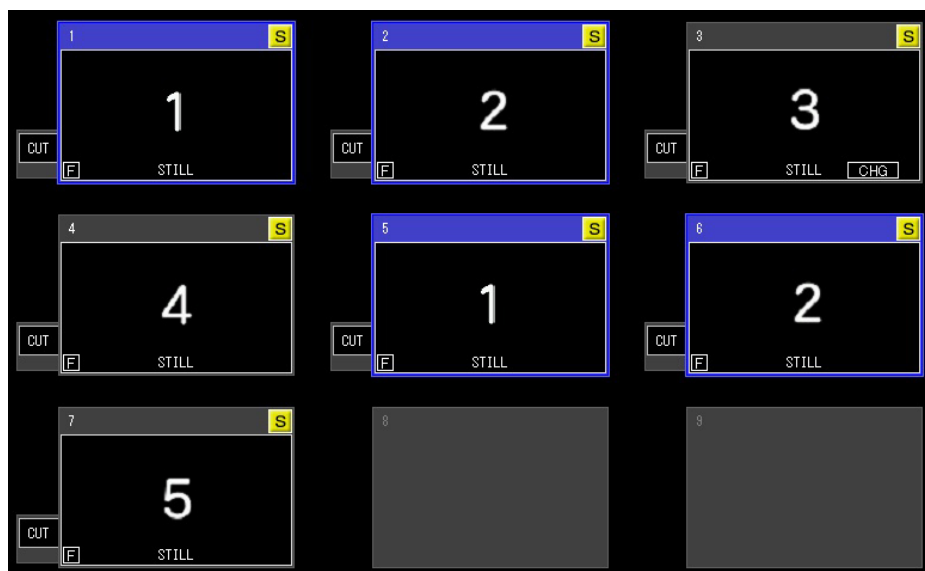 1 S 2 S 3 S
1 2 3
CUT CUT CUT
F STILL F STILL F STILL CHG
4 S 5 S 6 S
4 1 2
CUT CUT CUT
F STILL F STILL F STILL
7 S 8 9
5
CUT
F STILL